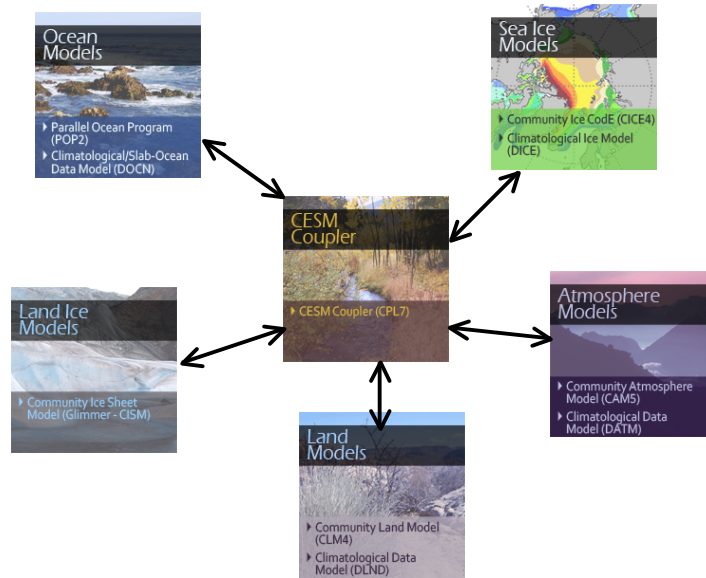 Ocean
Models
Parallel Ocean Program
(POP2)
Climatological/Slab-Ocean
Data Model (DOCN)
Sea Ice
Models
Community Ice CodE (CICE4)
Climatological Ice Model
(DICE)
CESM
Coupler
CESM Coupler (CPL7)
Land Ice
Models
Community Ice Sheet
Model (Glimmer - CISM)
Atmosphere
Models
Community Atmosphere
Model (CAM5)
Climatological Data
Model (DATM)
Land
Models
Community Land Model
(CLM4)
Climatological Data
Model (DLND)